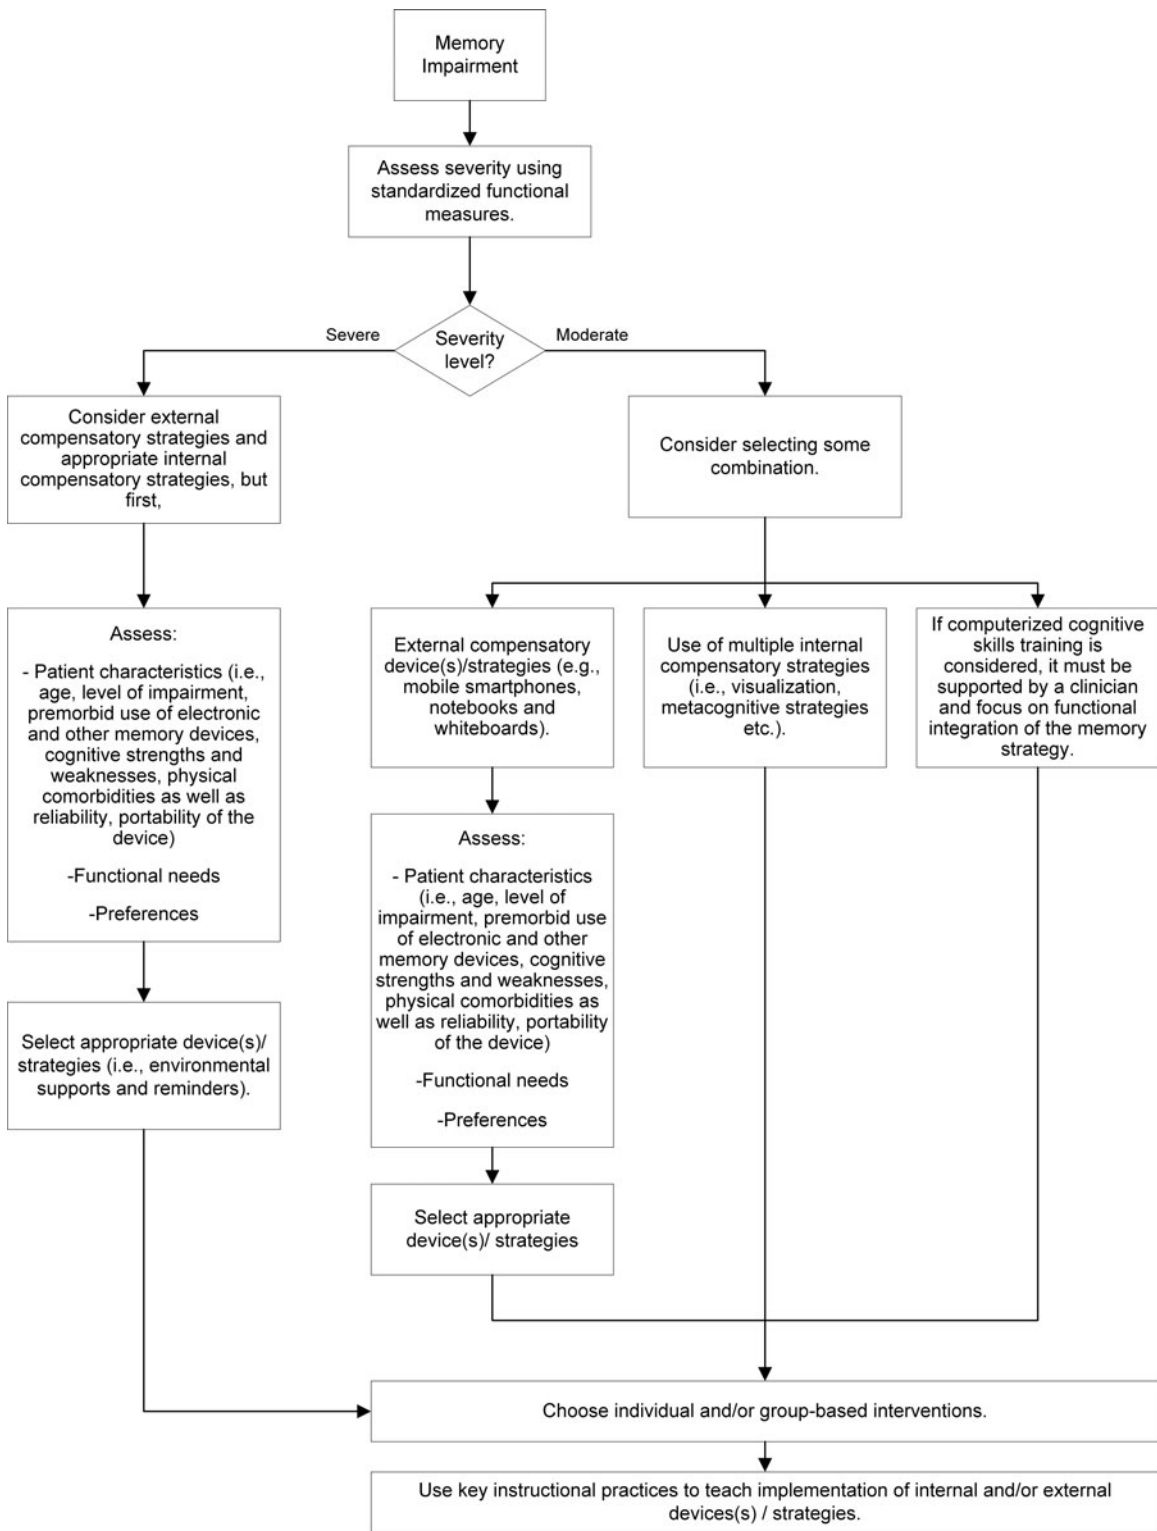 Memory
Impairment
Assess severity using
standardized functional
measures.
Severe
Severity
level?
Moderate
Consider external
compensatory strategies and
appropriate internal
compensatory strategies, but
first,
Consider selecting some
combination.
Assess:
- Patient characteristics (i.e.,
age, level of impairment,
premorbid use of electronic
and other memory devices,
cognitive strengths and
weaknesses, physical
comorbidities as well as
reliability, portability of the
device)
-Functional needs
-Preferences
External compensatory
device(s)/strategies (e.g.,
mobile smartphones,
notebooks and
whiteboards).
Use of multiple internal
compensatory strategies
(i.e., visualization,
metacognitive strategies
etc.).
If computerized cognitive
skills training is
considered, it must be
supported by a clinician
and focus on functional
integration of the memory
strategy.
Assess:
- Patient characteristics
(i.e., age, level of
impairment, premorbid use
of electronic and other
memory devices, cognitive
strengths and weaknesses,
physical comorbidities as
well as reliability, portability
of the device)
-Functional needs
-Preferences
Select appropriate device(s)/
strategies (i.e., environmental
supports and reminders).
Select appropriate
device(s)/ strategies
Choose individual and/or group-based interventions.
Use key instructional practices to teach implementation of internal and/or external
devices(s) / strategies.